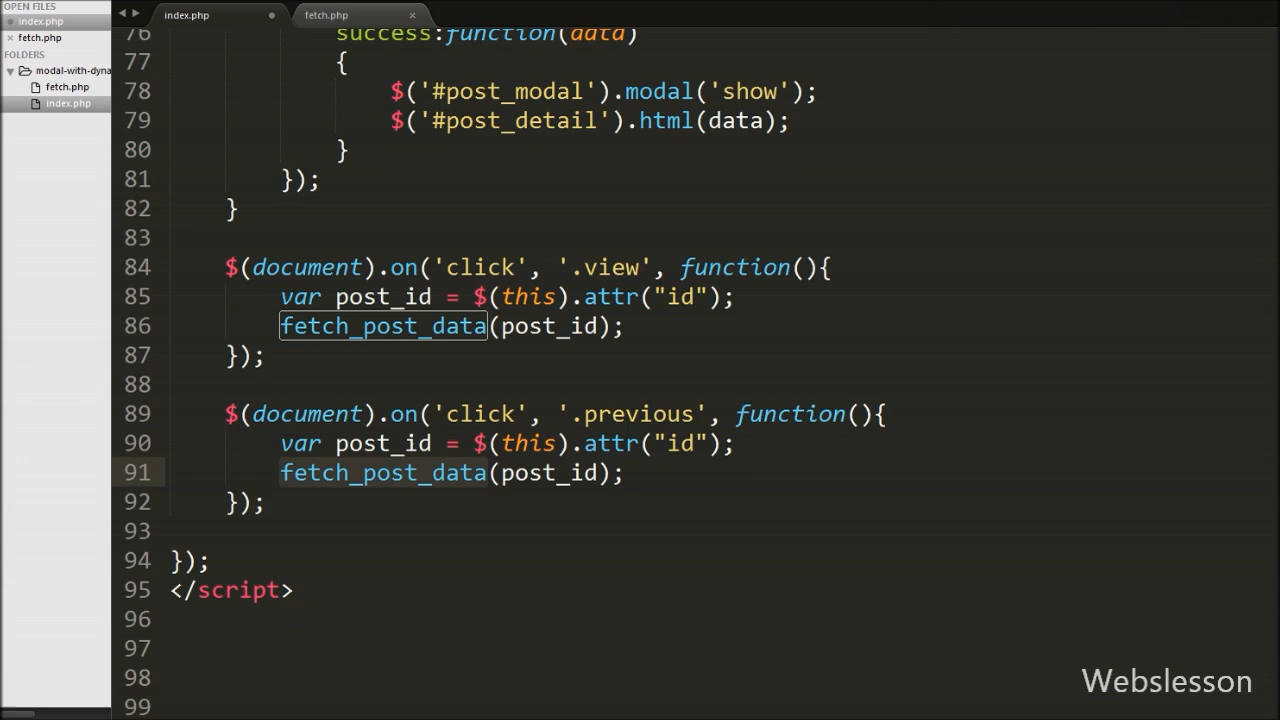 OPEN FILES
index.php
fetch.php
FOLDERS
modal-with-dyna
fetch.php
index.php
index.php
fetch.php
76 success:function(data)
77 {
78 $('#post_modal').modal('show');
79 $('#post_detail').html(data);
80 }
81 });
82 }
83
84 $(document).on('click', '.view', function(){
85 var post_id = $(this).attr("id");
86 fetch_post_data(post_id);
87 });
88
89 $(document).on('click', '.previous', function(){
90 var post_id = $(this).attr("id");
91 fetch_post_data(post_id);
92 });
93
94 });
95 </script>
96
97
98
99
Webslesson